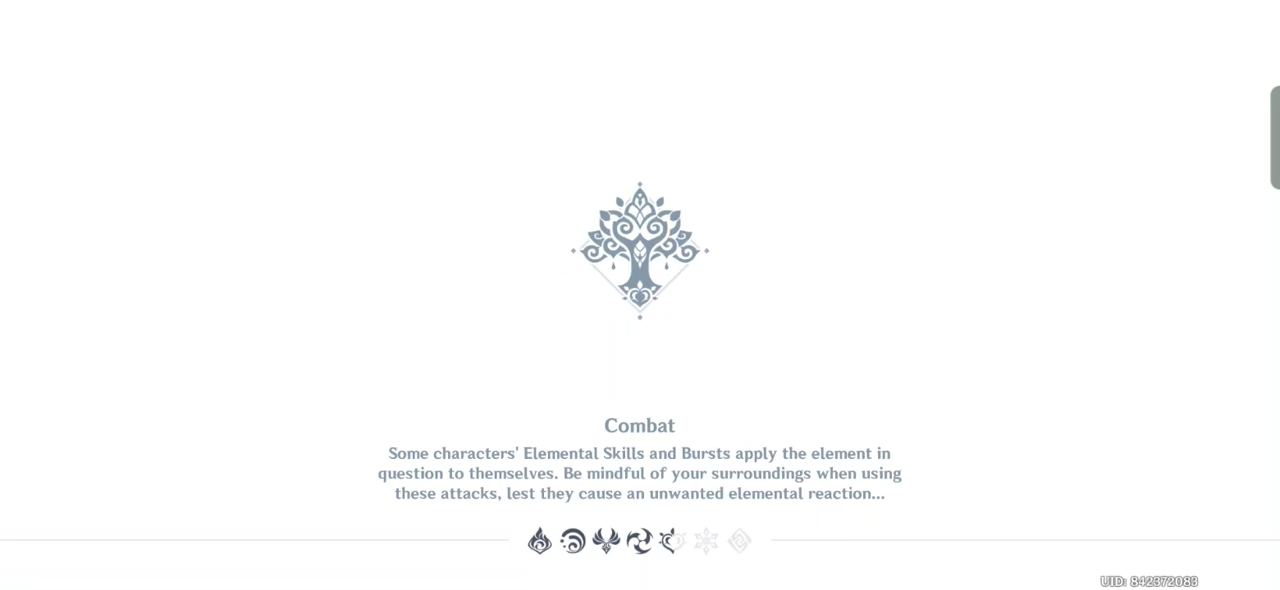 Combat
Some characters' Elemental Skills and Bursts apply the element in
question to themselves. Be mindful of your surroundings when using
these attacks, lest they cause an unwanted elemental reaction...
UID: 842372083